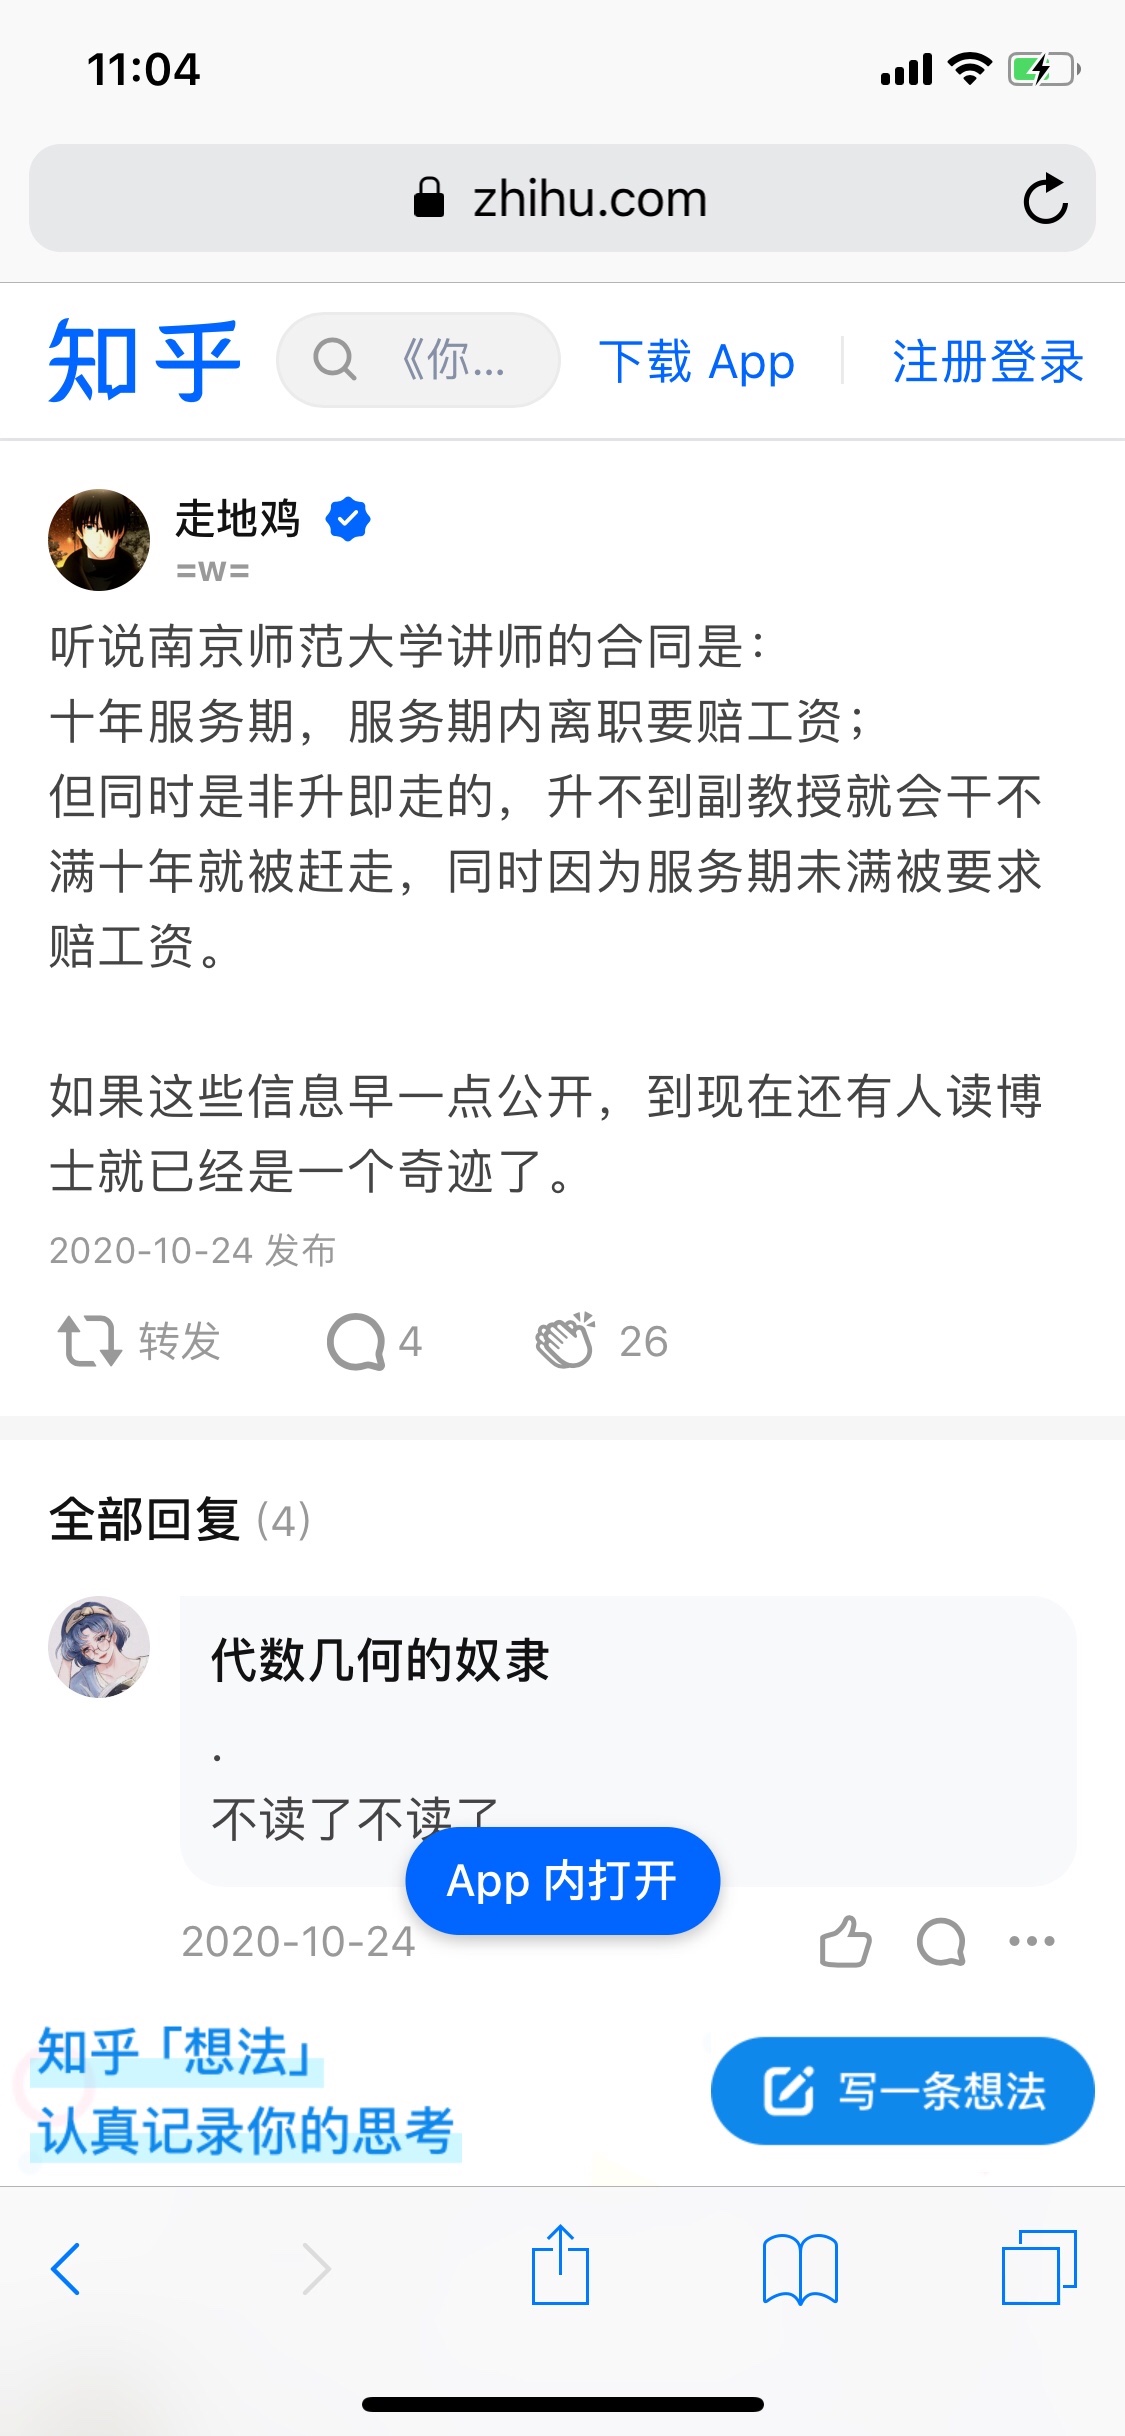 11:04
zhihu.com
知乎
《你...
下载 App
注册登录
走地鸡
=w=
听说南京师范大学讲师的合同是：
十年服务期，服务期内离职要赔工资；
但同时是非升即走的，升不到副教授就会干不
满十年就被赶走，同时因为服务期未满被要求
赔工资。
如果这些信息早一点公开，到现在还有人读博
士就已经是一个奇迹了。
2020-10-24 发布
转发
4
26
全部回复 (4)
代数几何的奴隶
.
不读了不读了
App 内打开
2020-10-24
知乎「想法」
认真记录你的思考
写一条想法